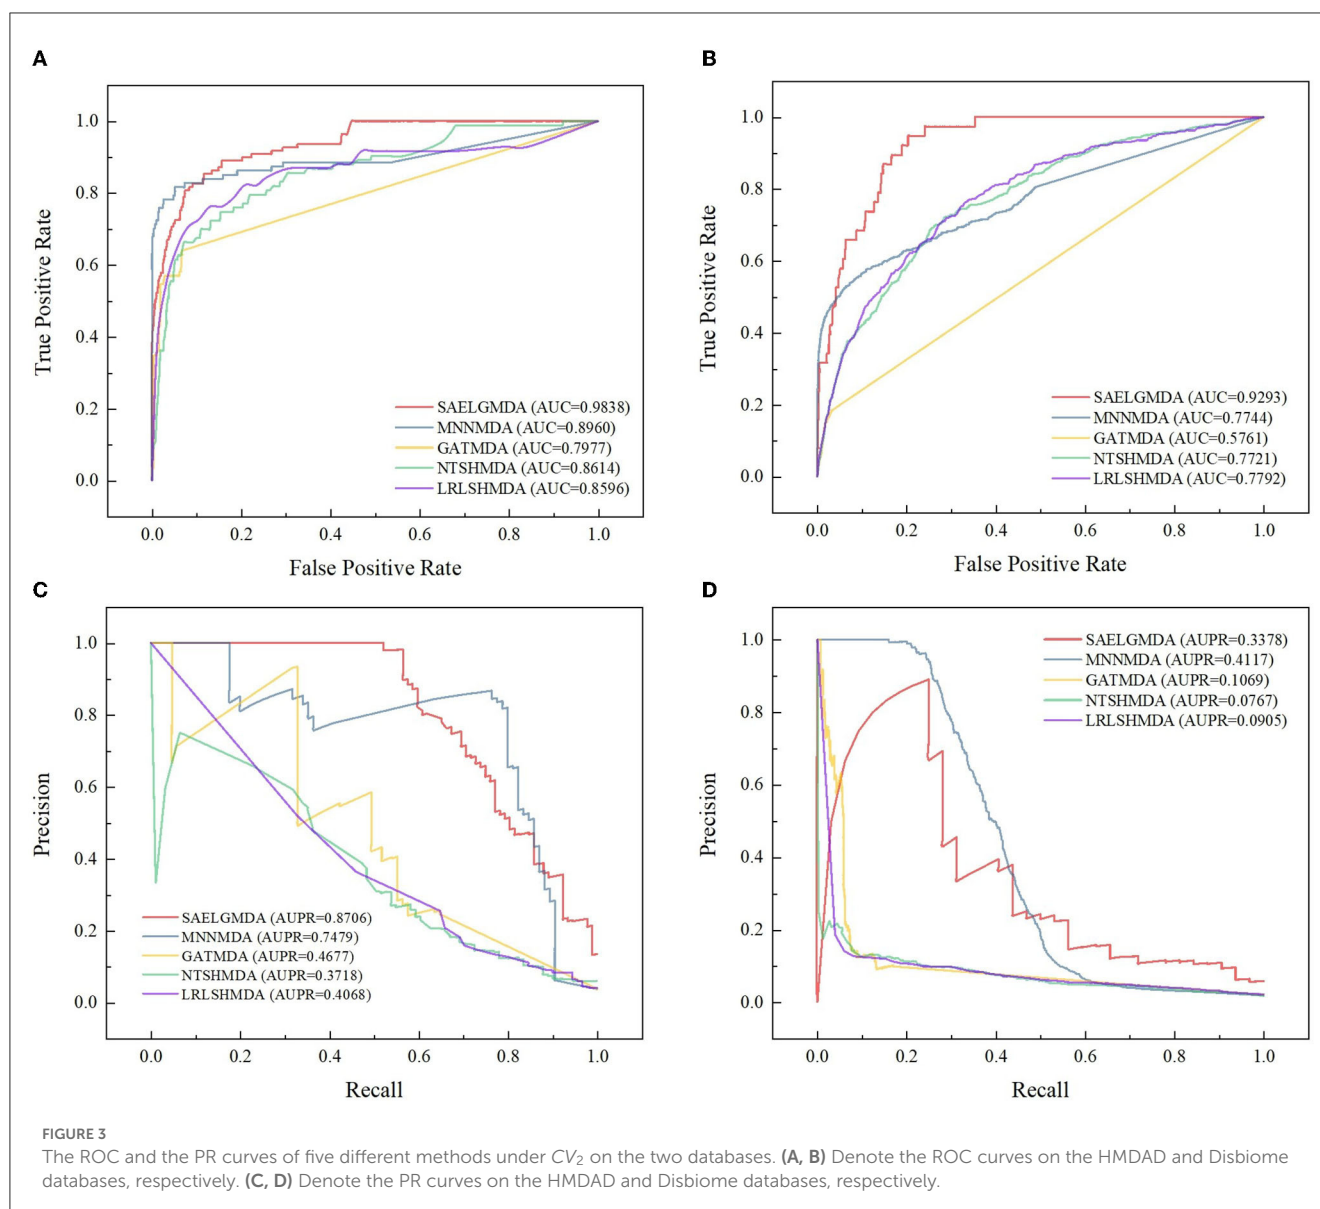 A
True Positive Rate
1.0
0.8
0.6
0.4
0.2
0.0
SAELGMDA (AUC=0.9838)
MNNMDA (AUC=0.8960)
GATMDA (AUC=0.7977)
NTSHMDA (AUC=0.8614)
LRLSHMDA (AUC=0.8596)
0.0 0.2 0.4 0.6 0.8 1.0
False Positive Rate
B
True Positive Rate
1.0
0.8
0.6
0.4
0.2
0.0
SAELGMDA (AUC=0.9293)
MNNMDA (AUC=0.7744)
GATMDA (AUC=0.5761)
NTSHMDA (AUC=0.7721)
LRLSHMDA (AUC=0.7792)
0.0 0.2 0.4 0.6 0.8 1.0
False Positive Rate
C
Precision
1.0
0.8
0.6
0.4
0.2
0.0
SAELGMDA (AUPR=0.8706)
MNNMDA (AUPR=0.7479)
GATMDA (AUPR=0.4677)
NTSHMDA (AUPR=0.3718)
LRLSHMDA (AUPR=0.4068)
0.0 0.2 0.4 0.6 0.8 1.0
Recall
D
Precision
1.0
0.8
0.6
0.4
0.2
0.0
SAELGMDA (AUPR=0.3378)
MNNMDA (AUPR=0.4117)
GATMDA (AUPR=0.1069)
NTSHMDA (AUPR=0.0767)
LRLSHMDA (AUPR=0.0905)
0.0 0.2 0.4 0.6 0.8 1.0
Recall
FIGURE 3
The ROC and the PR curves of five different methods under CV₂ on the two databases. (A, B) Denote the ROC curves on the HMDAD and Disbiome
databases, respectively. (C, D) Denote the PR curves on the HMDAD and Disbiome databases, respectively.